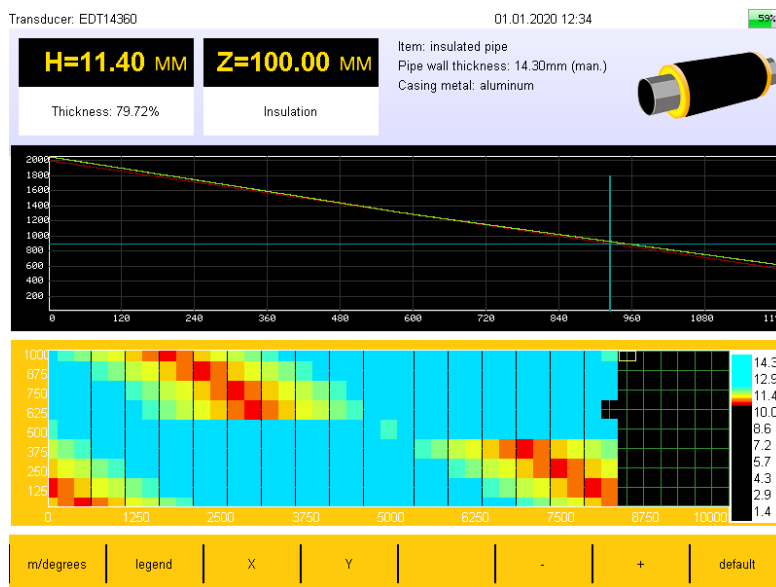 Transducer: EDT14360
01.01.2020 12:34
59%
H=11.40 MM
Thickness: 79.72%
Z=100.00 MM
Insulation
Item: insulated pipe
Pipe wall thickness: 14.30mm (man.)
Casing metal: aluminum
2000
1800
1600
1400
1200
1000
800
600
400
200
0 120 240 360 480 600 720 840 960 1080
1000
875
750
625
500
375
250
125
0 1250 2500 3750 5000 6250 7500 8750 10000
14.3
12.9
11.4
10.0
8.6
7.2
5.7
4.3
2.9
1.4
m/degrees legend X Y - + default